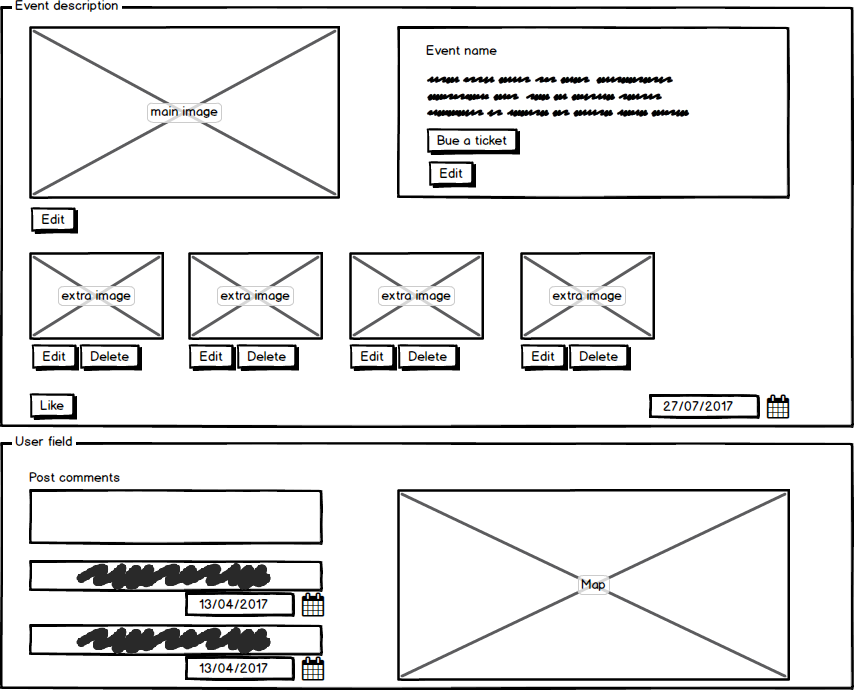 Event description
main image
Event name
Bue a ticket
Edit
Edit
extra image
extra image
extra image
extra image
Edit Delete
Edit Delete
Edit Delete
Edit Delete
Like
27/07/2017
User field
Post comments
Map
13/04/2017
13/04/2017